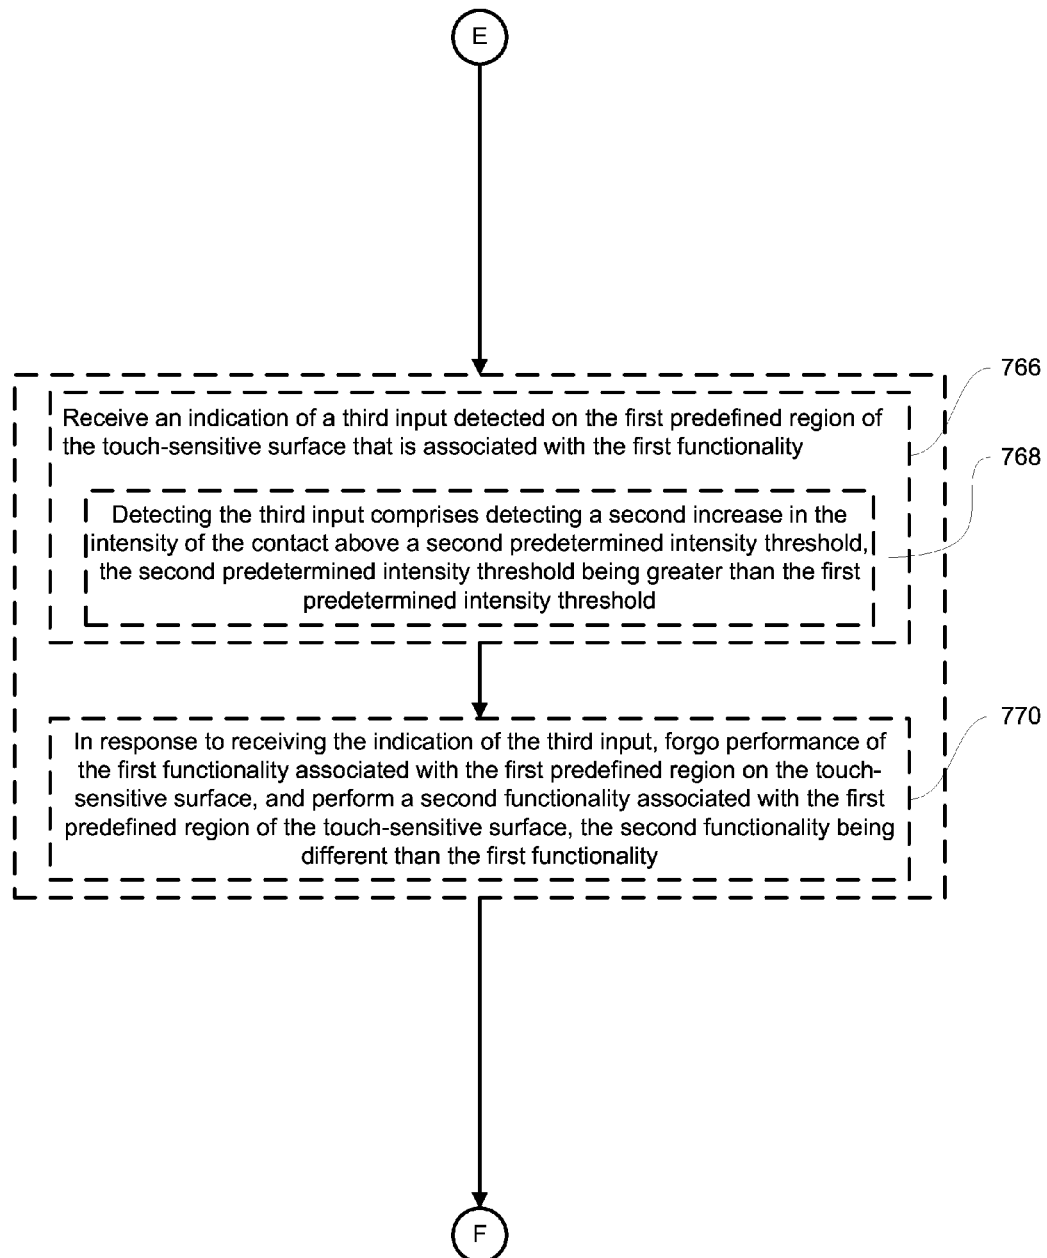 E
766
Receive an indication of a third input detected on the first predefined region of
the touch-sensitive surface that is associated with the first functionality
768
Detecting the third input comprises detecting a second increase in the
intensity of the contact above a second predetermined intensity threshold,
the second predetermined intensity threshold being greater than the first
predetermined intensity threshold
770
In response to receiving the indication of the third input, forgo performance of
the first functionality associated with the first predefined region on the touch-
sensitive surface, and perform a second functionality associated with the first
predefined region of the touch-sensitive surface, the second functionality being
different than the first functionality
F